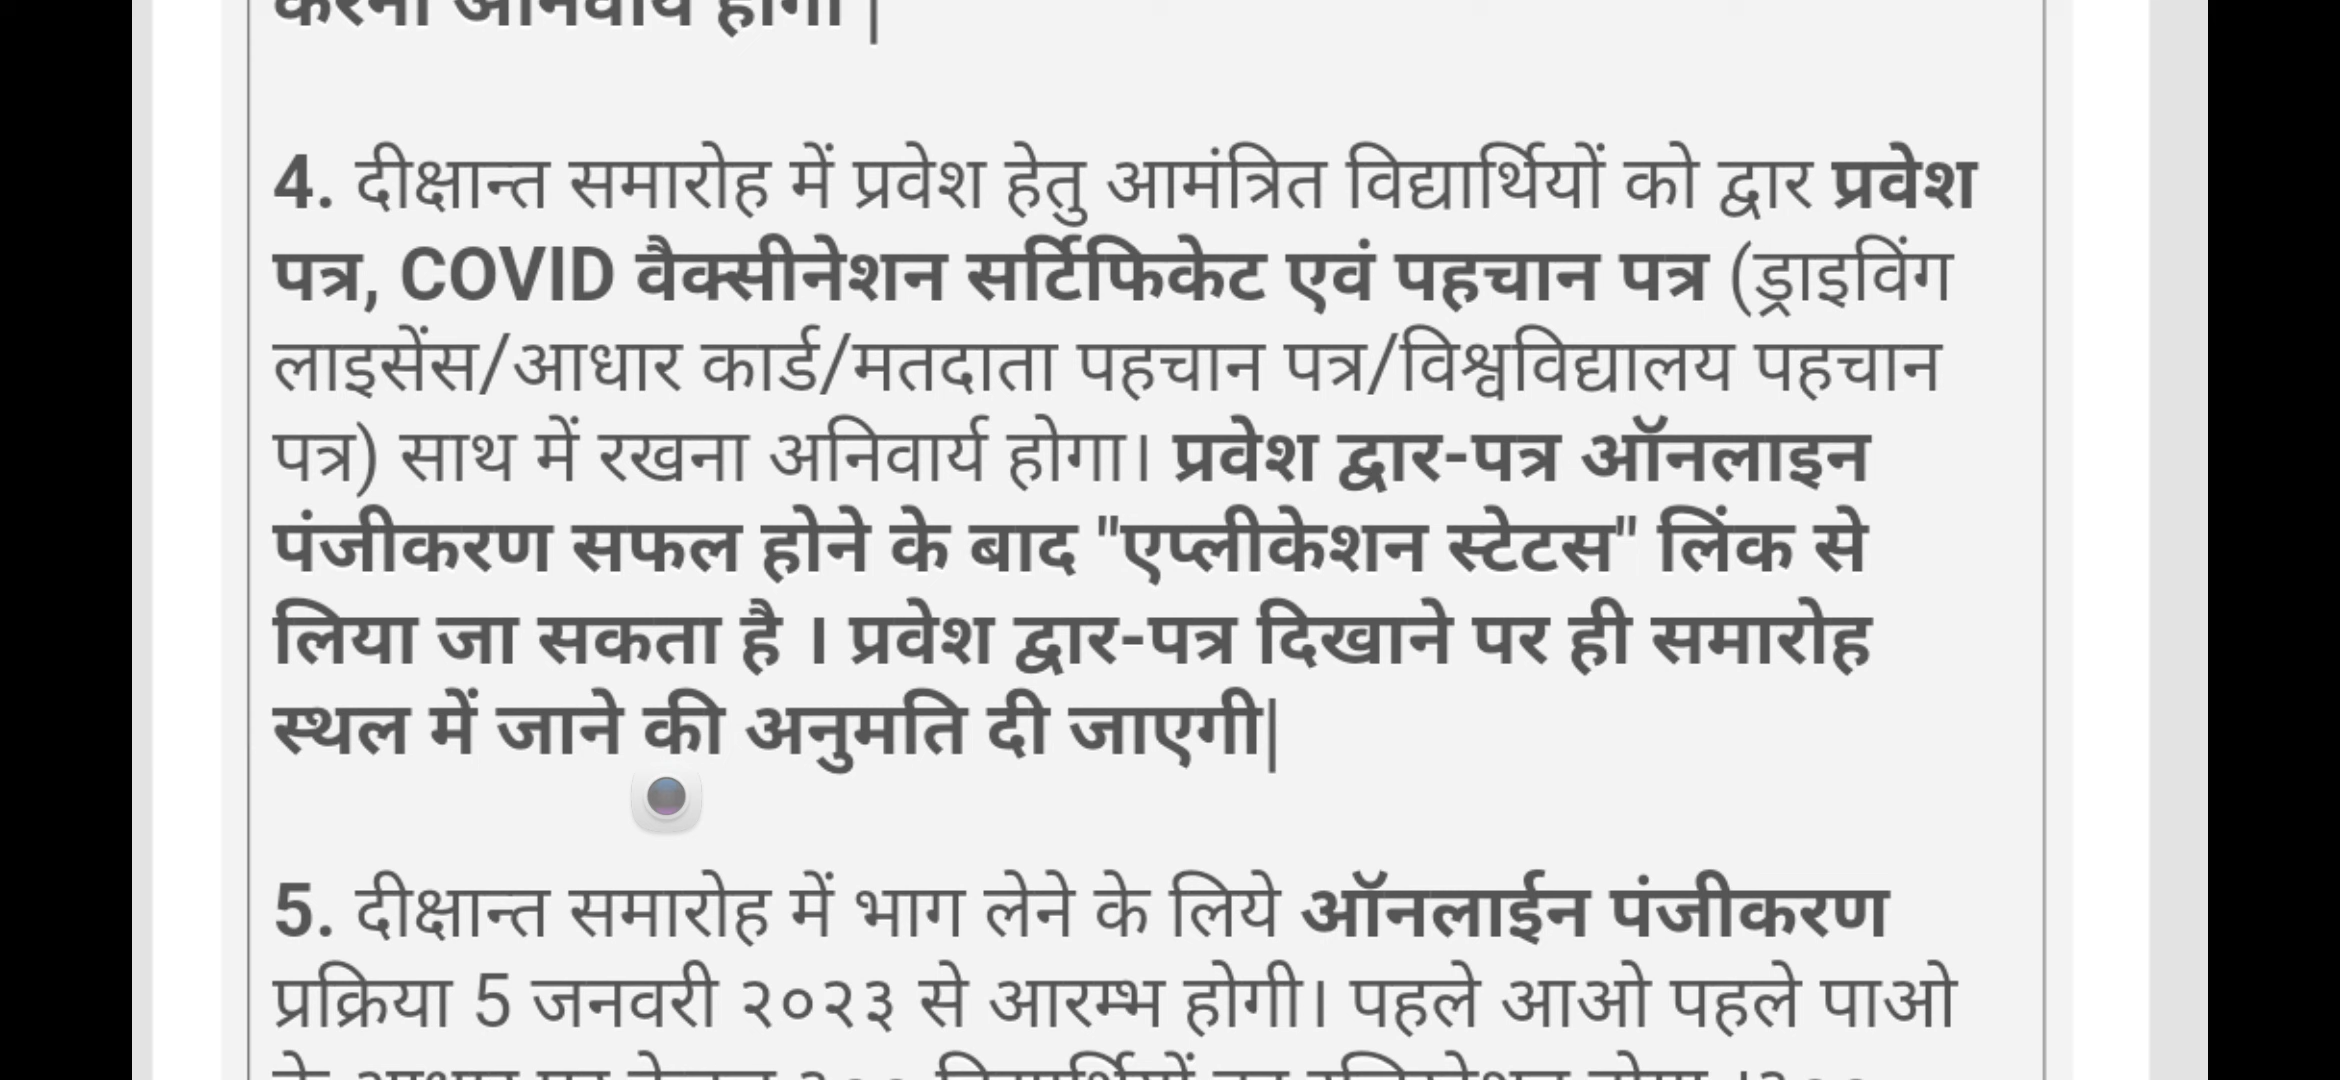 करना अनिवार्य होगा |
4. दीक्षान्त समारोह में प्रवेश हेतु आमंत्रित विद्यार्थियों को द्वार प्रवेश
पत्र, COVID वैक्सीनेशन सर्टिफिकेट एवं पहचान पत्र (ड्राइविंग
लाइसेंस/आधार कार्ड/मतदाता पहचान पत्र/विश्वविद्यालय पहचान
पत्र) साथ में रखना अनिवार्य होगा। प्रवेश द्वार-पत्र ऑनलाइन
पंजीकरण सफल होने के बाद "एप्लीकेशन स्टेटस" लिंक से
लिया जा सकता है । प्रवेश द्वार-पत्र दिखाने पर ही समारोह
स्थल में जाने की अनुमति दी जाएगी|
5. दीक्षान्त समारोह में भाग लेने के लिये ऑनलाईन पंजीकरण
प्रक्रिया 5 जनवरी २०२३ से आरम्भ होगी। पहले आओ पहले पाओ